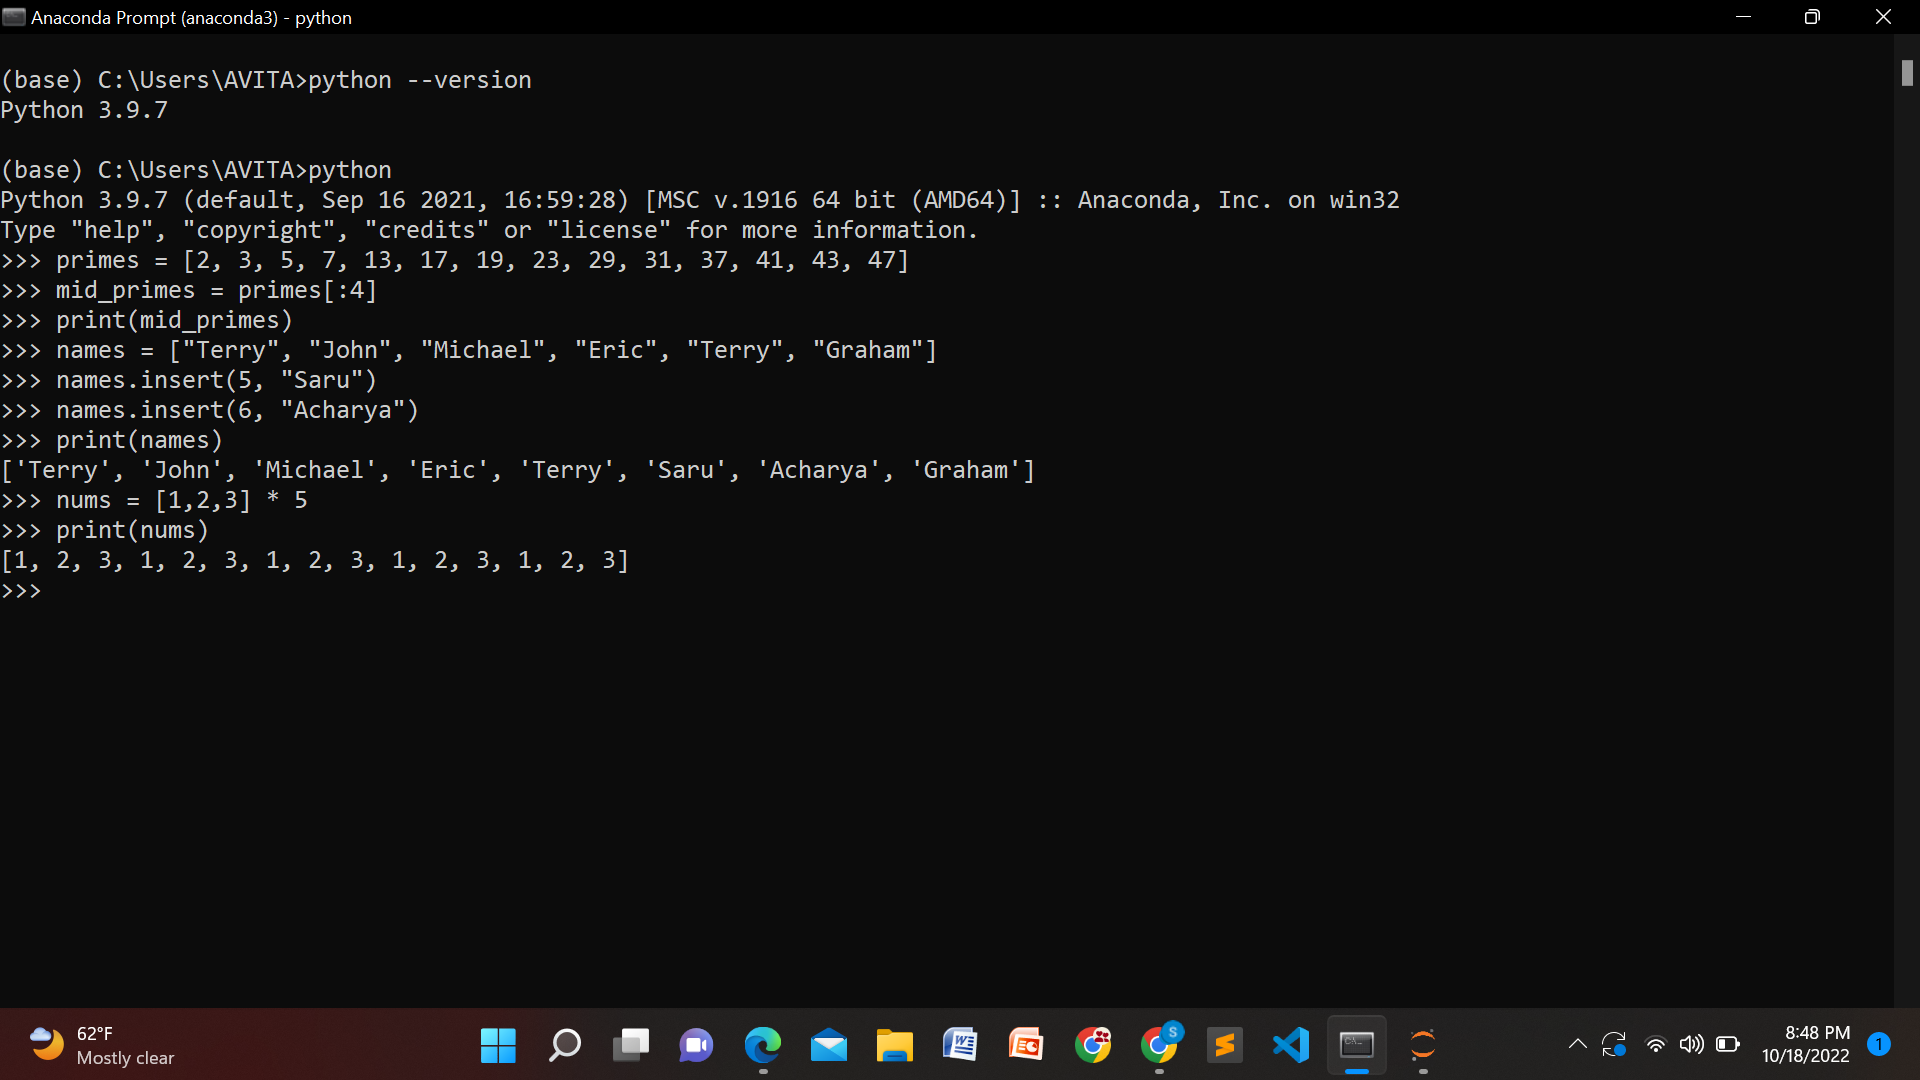 Anaconda Prompt (anaconda3) - python
(base) C:\Users\AVITA>python --version
Python 3.9.7
(base) C:\Users\AVITA>python
Python 3.9.7 (default, Sep 16 2021, 16:59:28) [MSC v.1916 64 bit (AMD64)] :: Anaconda, Inc. on win32
Type "help", "copyright", "credits" or "license" for more information.
>>> primes = [2, 3, 5, 7, 13, 17, 19, 23, 29, 31, 37, 41, 43, 47]
>>> mid_primes = primes[:4]
>>> print(mid_primes)
>>> names = ["Terry", "John", "Michael", "Eric", "Terry", "Graham"]
>>> names.insert(5, "Saru")
>>> names.insert(6, "Acharya")
>>> print(names)
['Terry', 'John', 'Michael', 'Eric', 'Terry', 'Saru', 'Acharya', 'Graham']
>>> nums = [1,2,3] * 5
>>> print(nums)
[1, 2, 3, 1, 2, 3, 1, 2, 3, 1, 2, 3, 1, 2, 3]
>>>
62°F
Mostly clear
S
8:48 PM
10/18/2022
1